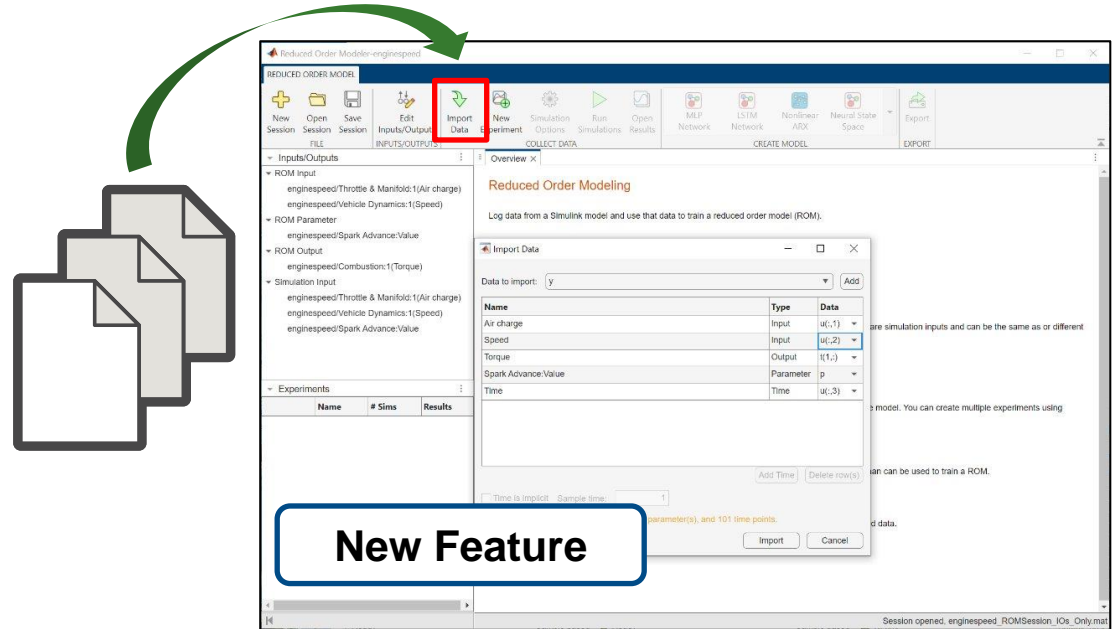 Reduced Order Modeler-enginespeed
REDUCED ORDER MODEL
New Session
Open Session
Save Session
Edit Inputs/Outputs
Import Data
New Experiment
Simulation Options
Run Simulations
Open Results
MLP Network
LSTM Network
Nonlinear ARX
Neural State Space
Export
FILE
INPUTS/OUTPUTS
COLLECT DATA
CREATE MODEL
EXPORT
Inputs/Outputs
ROM Input
enginespeed/Throttle & Manifold:1(Air charge)
enginespeed/Vehicle Dynamics:1(Speed)
ROM Parameter
enginespeed/Spark Advance:Value
ROM Output
enginespeed/Combustion:1(Torque)
Simulation Input
enginespeed/Throttle & Manifold:1(Air charge)
enginespeed/Vehicle Dynamics:1(Speed)
enginespeed/Spark Advance:Value
Experiments
Name # Sims Results
Overview ×
Reduced Order Modeling
Log data from a Simulink model and use that data to train a reduced order model (ROM).
Import Data
Data to import: y Add
Name Type Data
Air charge Input u(:,1)
Speed Input u(:,2)
Torque Output t(1,:)
Spark Advance:Value Parameter p
Time Time u(:,3)
Add Time Delete row(s)
Time is implicit Sample time: 1
parameter(s), and 101 time points.
Import Cancel
are simulation inputs and can be the same as or different
model. You can create multiple experiments using
can be used to train a ROM.
d data.
New Feature
Session opened, enginespeed_ROMSession_IOs_Only.mat